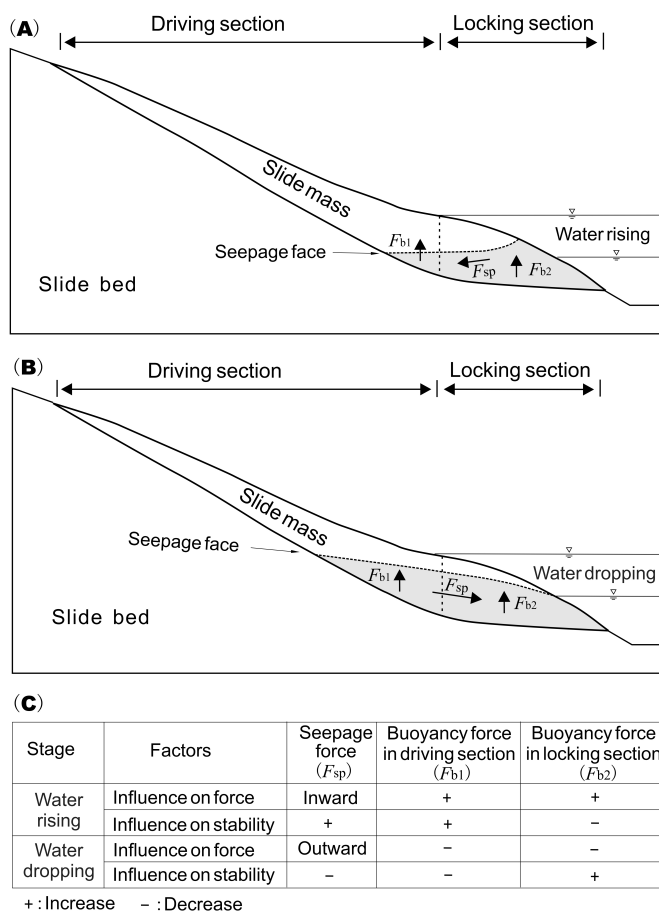 (A)
Driving section
Locking section
Slide mass
Water rising
Fb1
Seepage face
Fsp
Fb2
Slide bed
(B)
Driving section
Locking section
Slide mass
Seepage face
Water dropping
Fb1
Fsp
Fb2
Slide bed
(C)
Stage
Factors
Seepage
force
(Fsp)
Buoyancy force
in driving section
(Fb1)
Buoyancy force
in locking section
(Fb2)
Water
rising
Influence on force
Inward
+
+
Influence on stability
+
+
−
Water
dropping
Influence on force
Outward
−
−
Influence on stability
−
−
+
+ : Increase − : Decrease